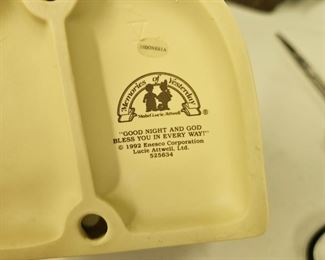 INDONESIA
Memories of Yesterday
Mabel Lucie Attwell
®
"GOOD NIGHT AND GOD
BLESS YOU IN EVERY WAY!"
© 1992 Enesco Corporation
Lucie Attwell, Ltd.
525634